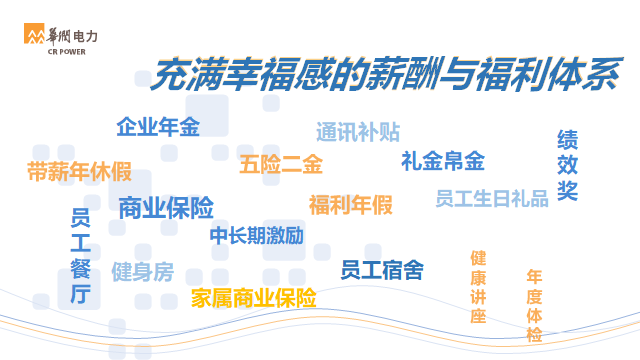 華潤电力
CR POWER
充满幸福感的薪酬与福利体系
企业年金
通讯补贴
绩效奖
带薪年休假
五险二金
礼金帛金
商业保险
福利年假
员工生日礼品
员工餐厅
中长期激励
健身房
员工宿舍
健康讲座
年度体检
家属商业保险